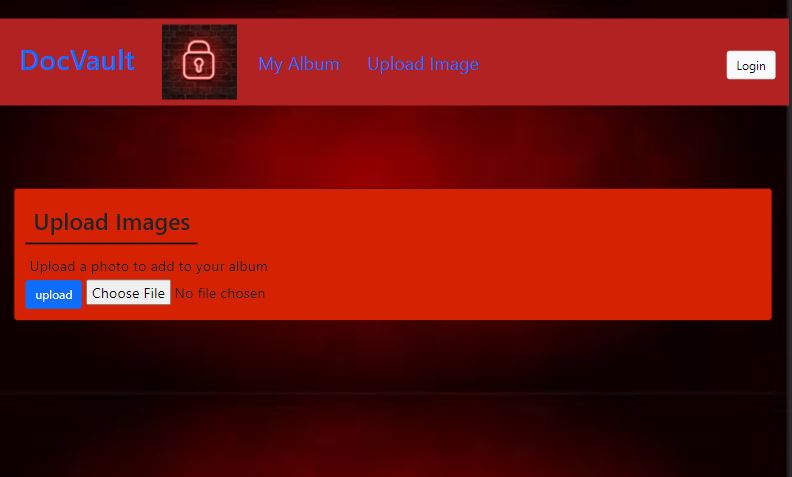 DocVault My Album Upload Image Login
Upload Images
Upload a photo to add to your album
upload Choose File No file chosen